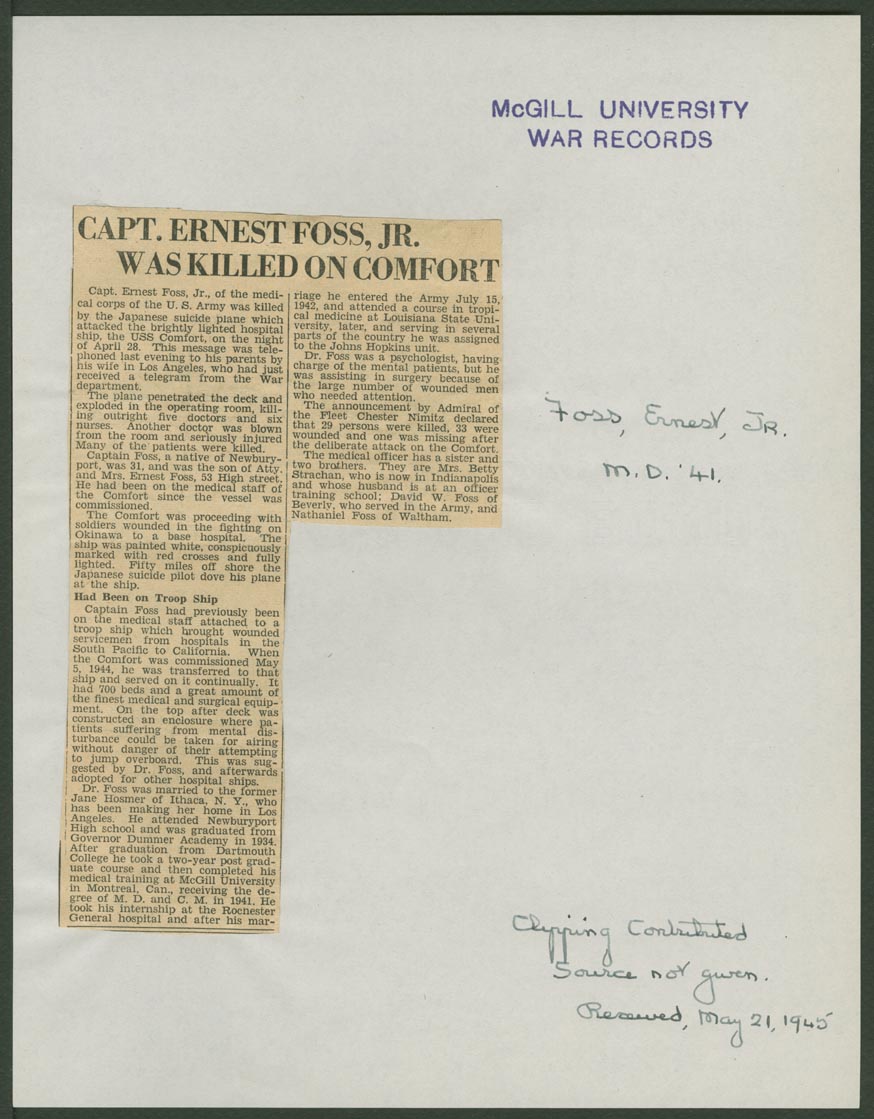 McGILL UNIVERSITY
WAR RECORDS
CAPT. ERNEST FOSS, JR.
WAS KILLED ON COMFORT
Capt. Ernest Foss, Jr., of the medi-
cal corps of the U. S. Army was killed
by the Japanese suicide plane which
attacked the brightly lighted hospital
ship, the USS Comfort, on the night
of April 28. This message was tele-
phoned last evening to his parents by
his wife in Los Angeles, who had just
received a telegram from the War
department.
The plane penetrated the deck and
exploded in the operating room, kill-
ing outright five doctors and six
nurses. Another doctor was blown
from the room and seriously injured
Many of the patients were killed.
Captain Foss, a native of Newbury-
port, was 31, and was the son of Atty.
and Mrs. Ernest Foss, 53 High street.
He had been on the medical staff of
the Comfort since the vessel was
commissioned.
The Comfort was proceeding with
soldiers wounded in the fighting on
Okinawa to a base hospital. The
ship was painted white, conspicuously
marked with red crosses and fully
lighted. Fifty miles off shore the
Japanese suicide pilot dove his plane
at the ship.
Had Been on Troop Ship
Captain Foss had previously been
on the medical staff attached to a
troop ship which brought wounded
servicemen from hospitals in the
South Pacific to California. When
the Comfort was commissioned May
5, 1944, he was transferred to that
ship and served on it continually. It
had 700 beds and a great amount of
the finest medical and surgical equip-
ment. On the top after deck was
constructed an enclosure where pa-
tients suffering from mental dis-
turbance could be taken for airing
without danger of their attempting
to jump overboard. This was sug-
gested by Dr. Foss, and afterwards
adopted for other hospital ships.
Dr. Foss was married to the former
Jane Hosmer of Ithaca, N. Y., who
has been making her home in Los
Angeles. He attended Newburyport
High school and was graduated from
Governor Dummer Academy in 1934.
After graduation from Dartmouth
College he took a two-year post grad-
uate course and then completed his
medical training at McGill University
in Montreal, Can., receiving the de-
gree of M. D. and C. M. in 1941. He
took his internship at the Rochester
General hospital and after his mar-
riage he entered the Army July 15,
1942, and attended a course in tropi-
cal medicine at Louisiana State Uni-
versity, later, and serving in several
parts of the country he was assigned
to the Johns Hopkins unit.
Dr. Foss was a psychologist, having
charge of the mental patients, but he
was assisting in surgery because of
the large number of wounded men
who needed attention.
The announcement by Admiral of
the Fleet Chester Nimitz declared
that 29 persons were killed, 33 were
wounded and one was missing after
the deliberate attack on the Comfort.
The medical officer has a sister and
two brothers. They are Mrs. Betty
Strachan, who is now in Indianapolis
and whose husband is at an officer
training school; David W. Foss of
Beverly, who served in the Army, and
Nathaniel Foss of Waltham.
Foss, Ernest, Jr.
M.D. '41.
Clipping Contributed
Source not given.
Received, May 21, 1945